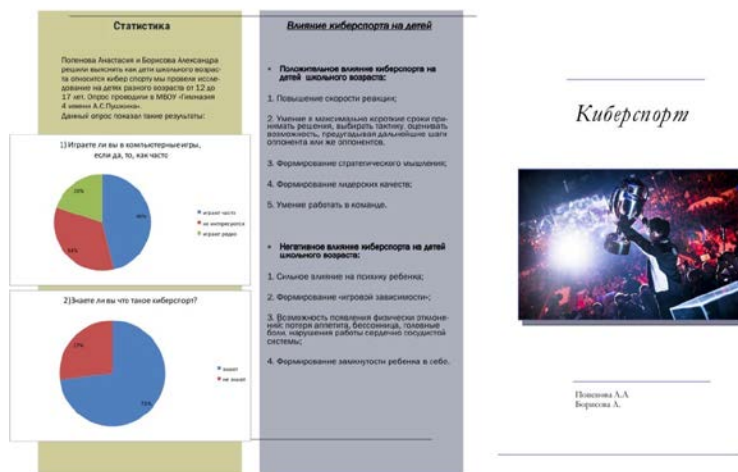 Статистика
Попенова Анастасия и Борисова Александра
решили выяснить как дети школьного возрас-
та относится кибер спорту мы провели иссле-
дование на детях разного возраста от 12 до
17 лет. Опрос проводили в МБОУ «Гимназия
4 имени А.С.Пушкина».
Данный опрос показал такие результаты:
1) Играете ли вы в компьютерные игры,
если да, то, как часто
играют часто
не интересуются
играют редко
2)Знаете ли вы что такое киберспорт?
знают
не знают
Влияние киберспорта на детей
Положительное влияние киберспорта на
детей школьного возраста:
1. Повышение скорости реакции;
2. Умение в максимально короткие сроки при-
нимать решения, выбирать тактику, оценивать
возможность, предугадывая дальнейшие шаги
оппонента или же оппонентов.
3. Формирование стратегического мышления;
4. Формирование лидерских качеств;
5. Умение работать в команде.
Негативное влияние киберспорта на детей
школьного возраста:
1. Сильное влияние на психику ребенка;
2. Формирование «игровой зависимости»;
3. Возможность появления физически отклоне-
ний: потеря аппетита, бессонница, головные
боли, нарушения работы сердечно сосудистой
системы;
4. Формирование замкнутости ребенка в себе.
Киберспорт
Попенова А.А
Борисова А.